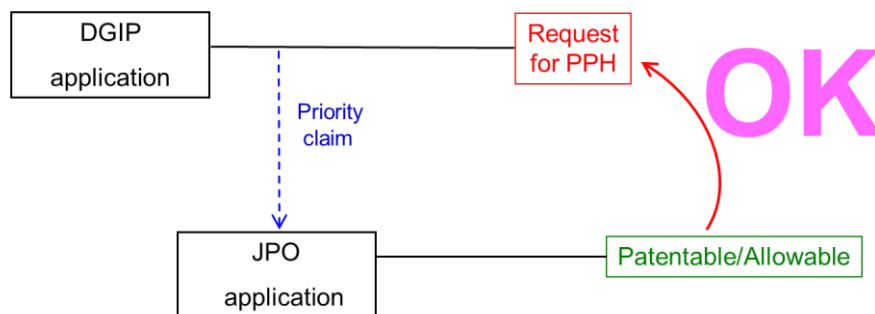 DGIP
application
Request
for PPH
OK
Priority
claim
JPO
application
Patentable/Allowable